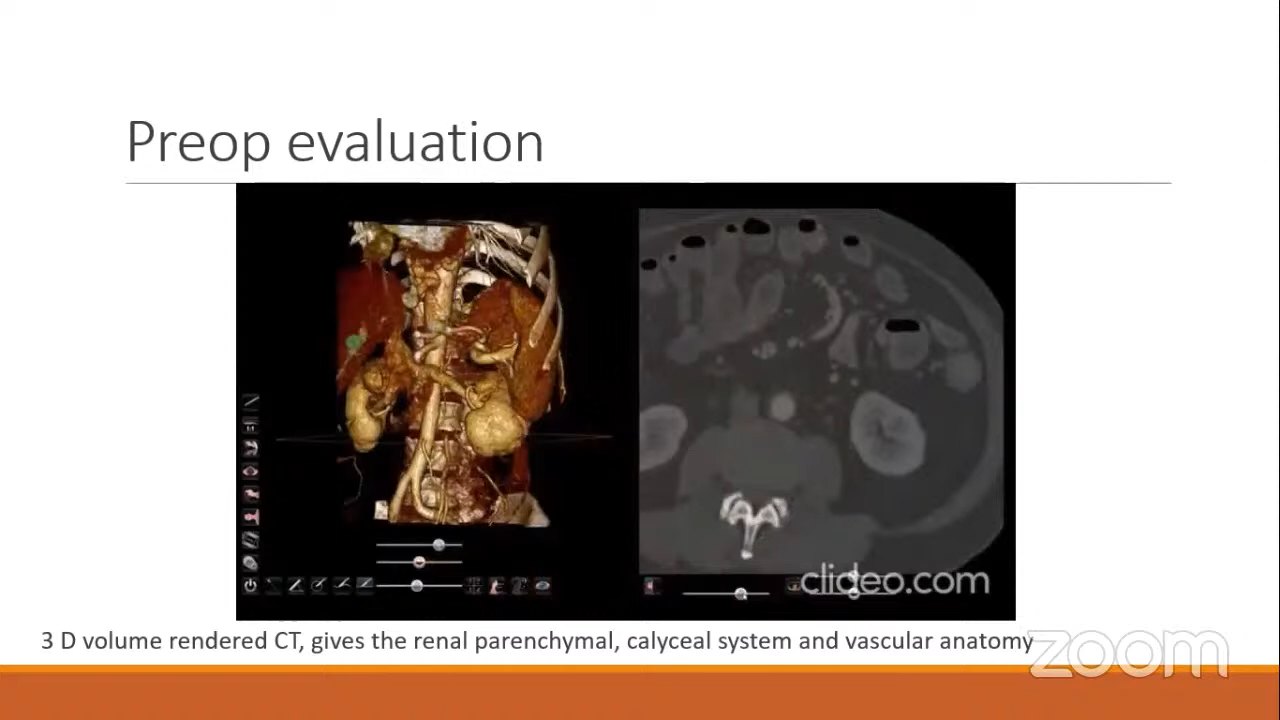 Preop evaluation
clideo.com
3 D volume rendered CT, gives the renal parenchymal, calyceal system and vascular anatomy
zoom